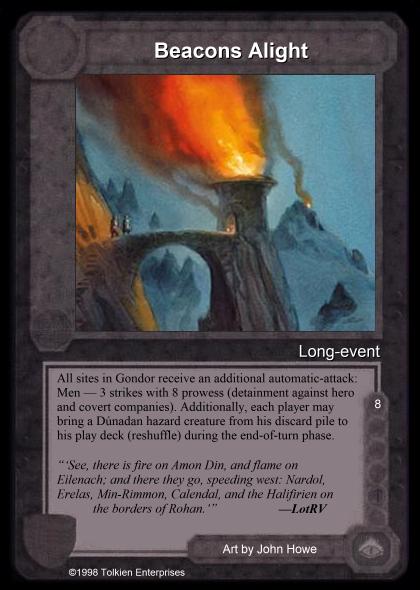 Beacons Alight
Long-event
All sites in Gondor receive an additional automatic-attack:
Men — 3 strikes with 8 prowess (detainment against hero
and covert companies). Additionally, each player may
bring a Dúnadan hazard creature from his discard pile to
his play deck (reshuffle) during the end-of-turn phase.
8
“‘See, there is fire on Amon Din, and flame on
Eilenach; and there they go, speeding west: Nardol,
Erelas, Min-Rimmon, Calendal, and the Halifirien on
the borders of Rohan.’” —LotRV
Art by John Howe
©1998 Tolkien Enterprises